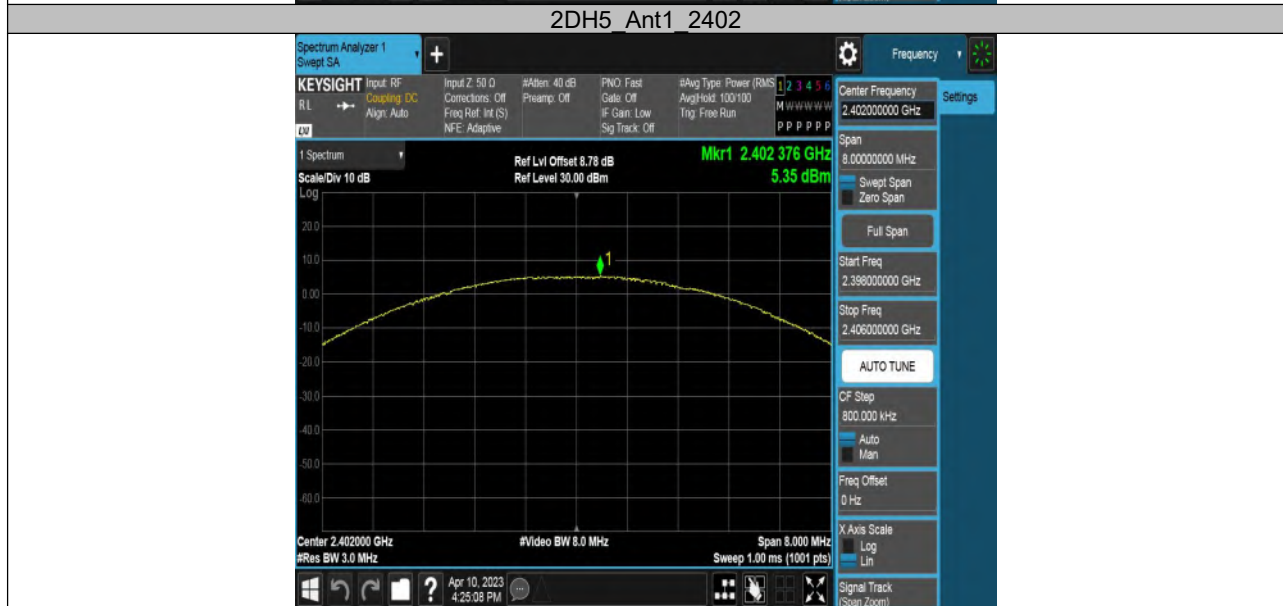 2DH5_Ant1_2402
Spectrum Analyzer 1
Swept SA
+
Frequency
KEYSIGHT
Input: RF
Coupling: DC
Align: Auto
RL
LXI
Input Z: 50 Ω
Corrections: Off
Freq Ref: Int (S)
NFE: Adaptive
#Atten: 40 dB
Preamp: Off
PNO: Fast
Gate: Off
IF Gain: Low
Sig Track: Off
#Avg Type: Power (RMS
Avg|Hold: 100/100
Trig: Free Run
1 2 3 4 5 6
M W W W W W
P P P P P P
1 Spectrum
Scale/Div 10 dB
Log
Ref Lvl Offset 8.78 dB
Ref Level 30.00 dBm
Mkr1 2.402 376 GHz
5.35 dBm
1
20.0
10.0
0.00
-10.0
-20.0
-30.0
-40.0
-50.0
-60.0
Center 2.402000 GHz
#Res BW 3.0 MHz
#Video BW 8.0 MHz
Span 8.000 MHz
Sweep 1.00 ms (1001 pts)
?
Apr 10, 2023
4:25:08 PM
Center Frequency
2.402000000 GHz
Settings
Span
8.00000000 MHz
Swept Span
Zero Span
Full Span
Start Freq
2.398000000 GHz
Stop Freq
2.406000000 GHz
AUTO TUNE
CF Step
800.000 kHz
Auto
Man
Freq Offset
0 Hz
X Axis Scale
Log
Lin
Signal Track
(Span Zoom)